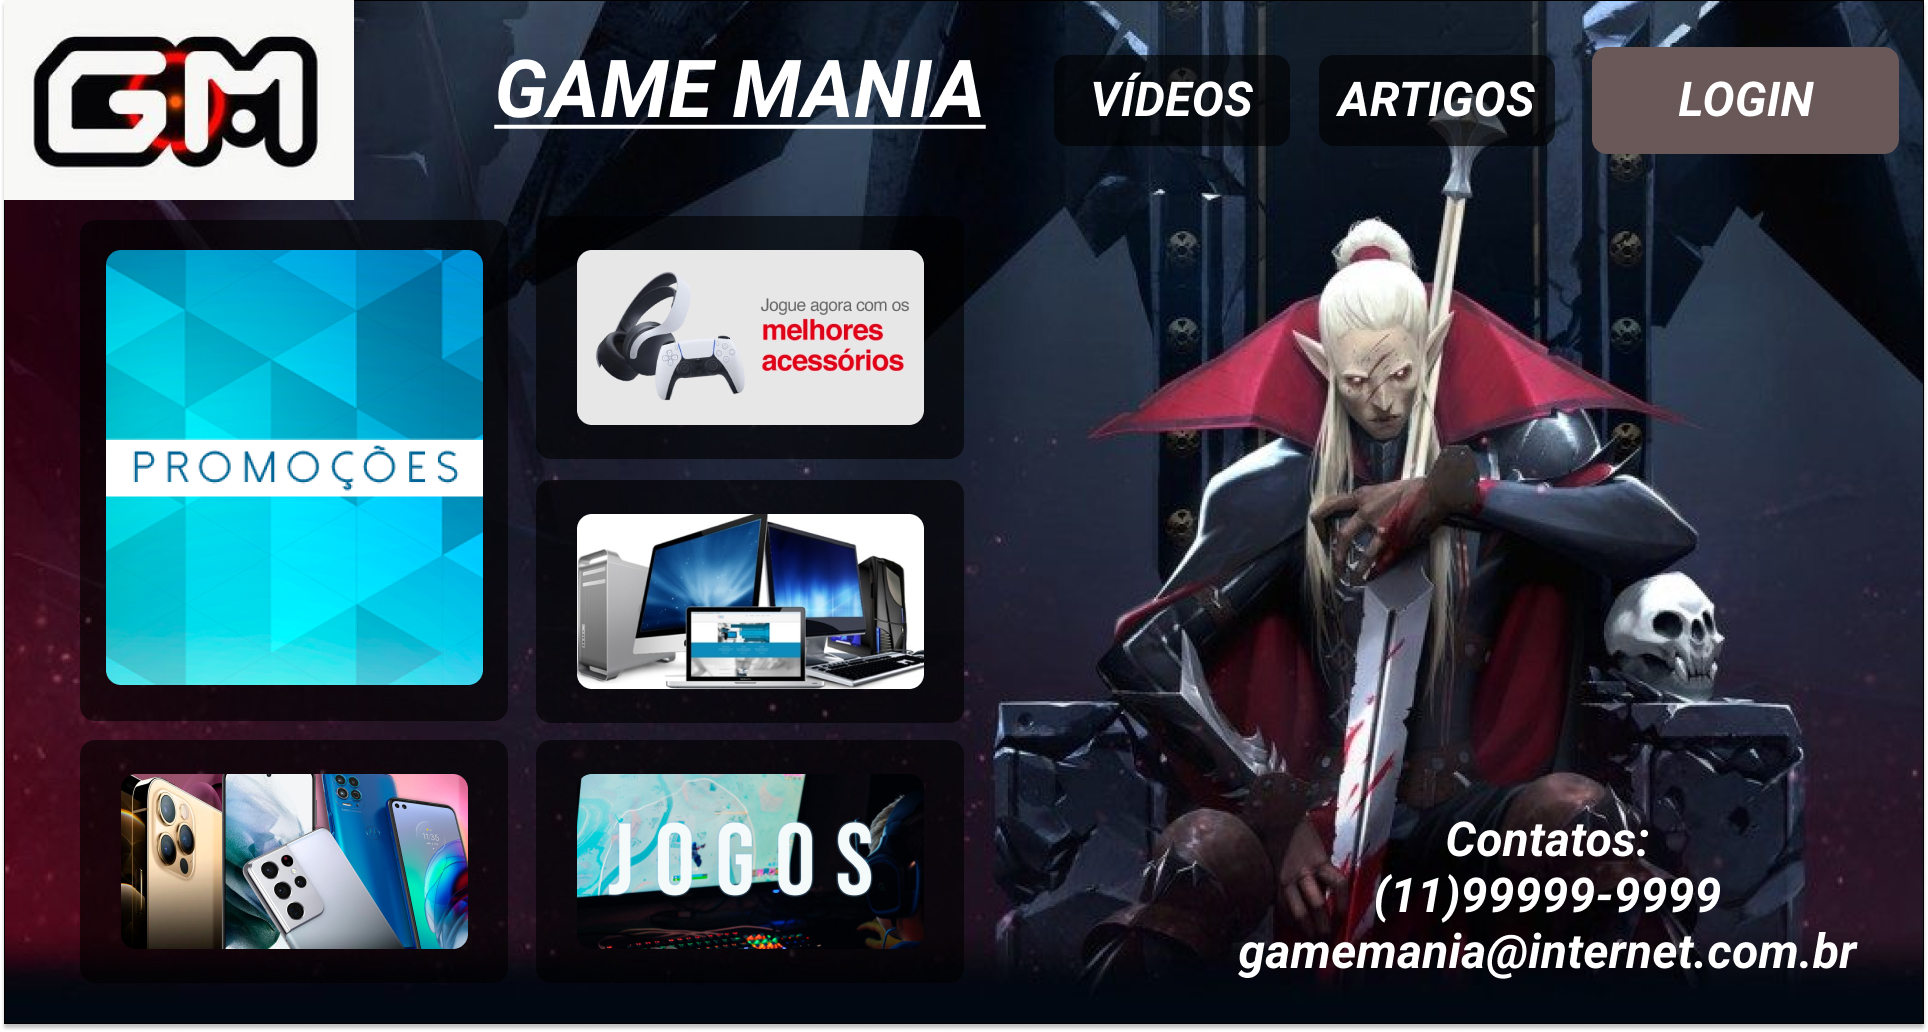 GM
GAME MANIA
VÍDEOS
ARTIGOS
LOGIN
PROMOÇÕES
Jogue agora com os
melhores
acessórios
JOGOS
Contatos:
(11)99999-9999
gamemania@internet.com.br